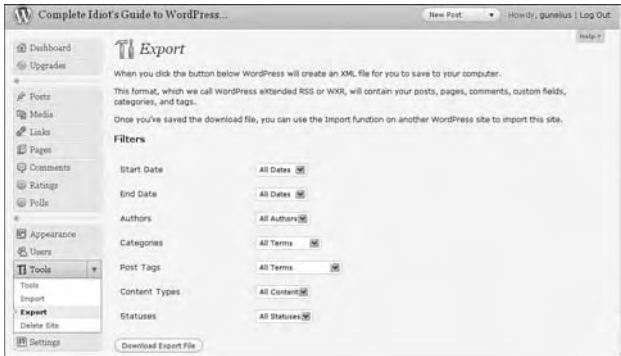 Complete Idiot's Guide to WordPress...
New Post
Howdy, gunelius | Log Out
Help
Dashboard
Upgrades
Posts
Media
Links
Pages
Comments
Ratings
Polls
Appearance
Users
Tools
Tools
Import
Export
Delete Site
Settings
Export
When you click the button below WordPress will create an XML file for you to save to your computer.
This format, which we call WordPress eXtended RSS or WXR, will contain your posts, pages, comments, custom fields,
categories, and tags.
Once you've saved the download file, you can use the Import function on another WordPress site to import this site.
Filters
Start Date All Dates
End Date All Dates
Authors All Authors
Categories All Terms
Post Tags All Terms
Content Types All Content
Statuses All Statuses
Download Export File